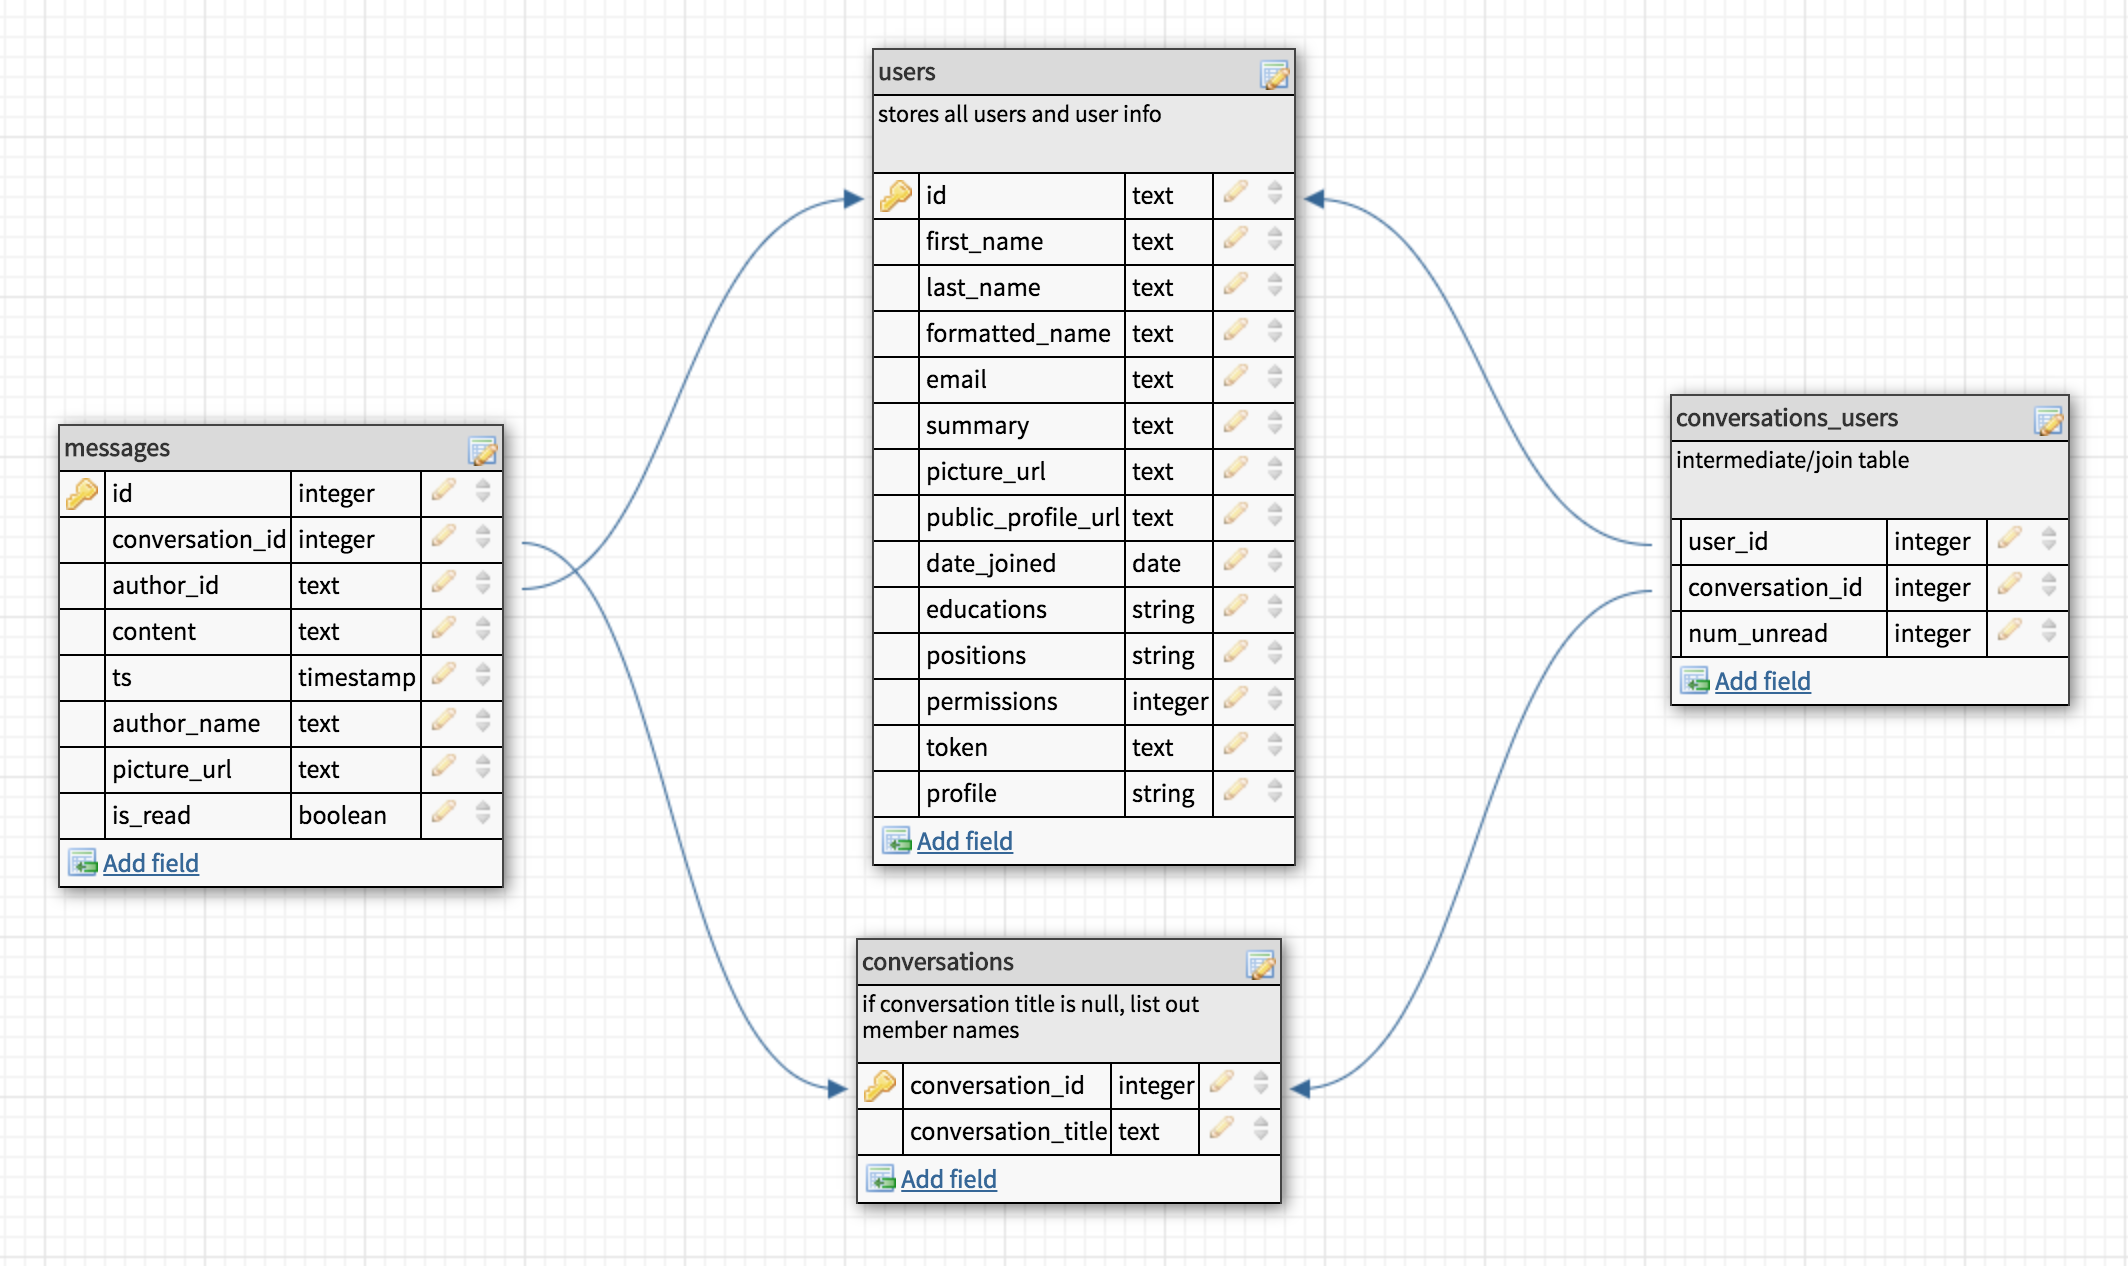 users
stores all users and user info
id text
first_name text
last_name text
formatted_name text
email text
summary text
picture_url text
public_profile_url text
date_joined date
educations string
positions string
permissions integer
token text
profile string
Add field
messages
id integer
conversation_id integer
author_id text
content text
ts timestamp
author_name text
picture_url text
is_read boolean
Add field
conversations_users
intermediate/join table
user_id integer
conversation_id integer
num_unread integer
Add field
conversations
if conversation title is null, list out
member names
conversation_id integer
conversation_title text
Add field